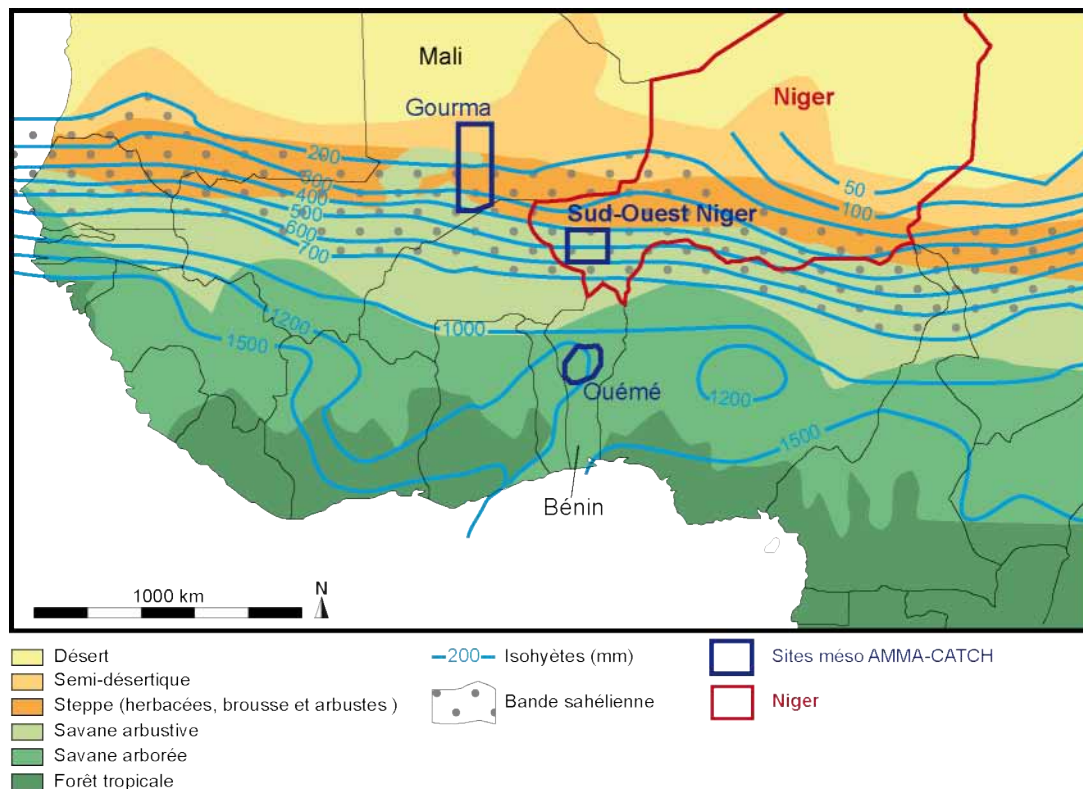 Mali
Gourma
Niger
200
300
400
500
600
700
50
100
Sud-Ouest Niger
1000
1200
1500
Ouémé
1200
1500
Bénin
1000 km
N
Désert
Semi-désertique
Steppe (herbacées, brousse et arbustes )
Savane arbustive
Savane arborée
Forêt tropicale
200 Isohyètes (mm)
Bande sahélienne
Sites méso AMMA-CATCH
Niger